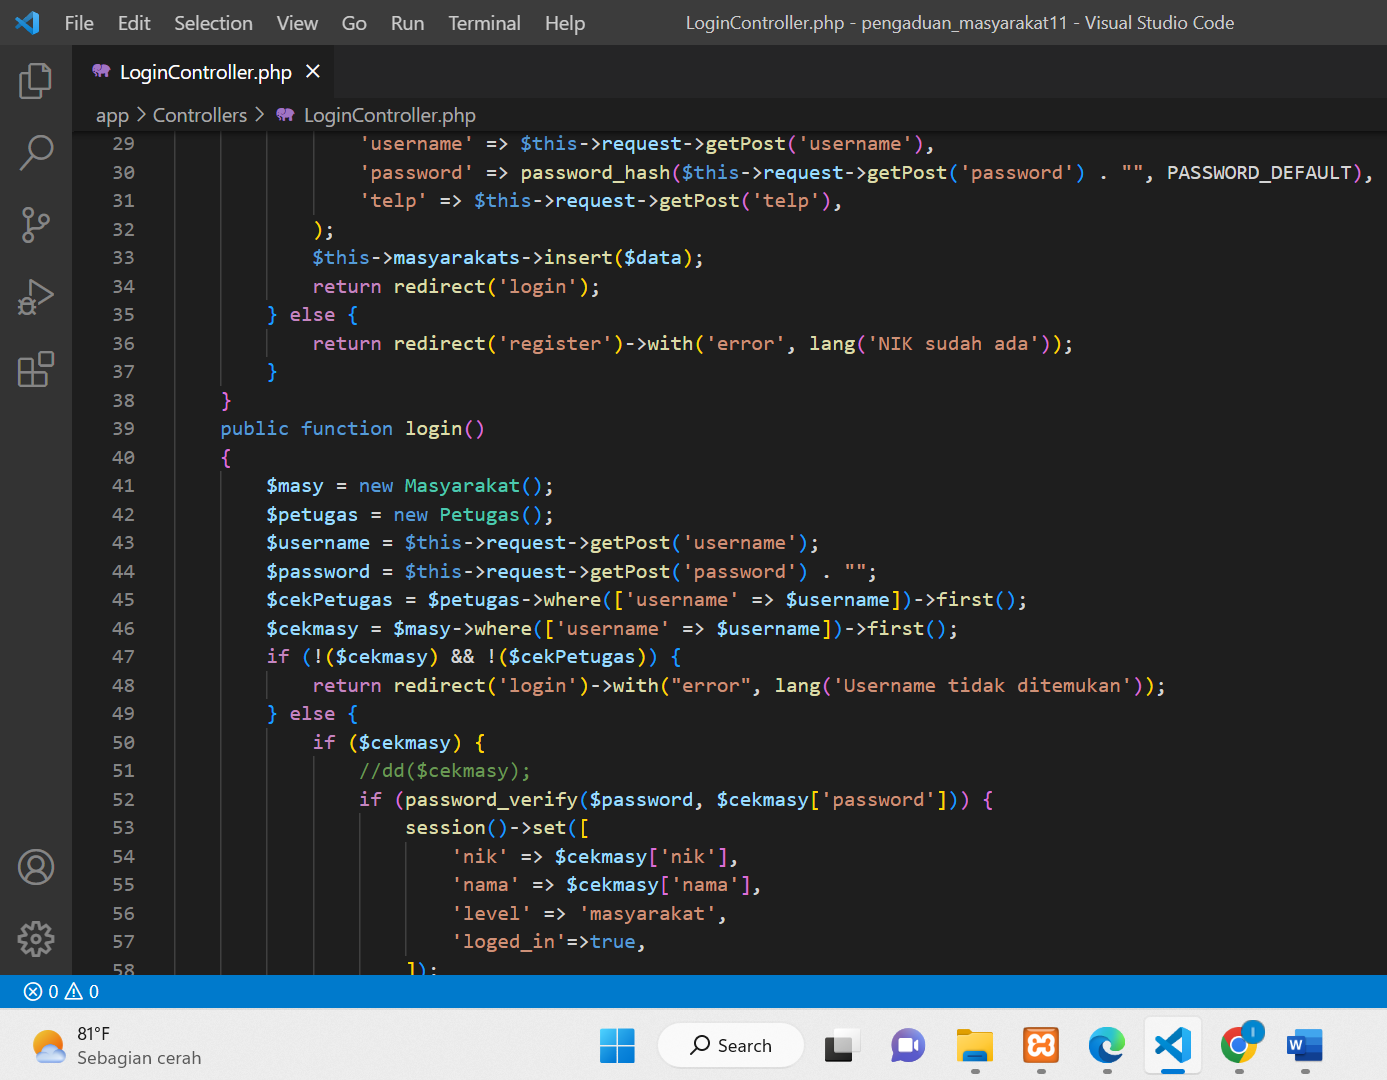 File Edit Selection View Go Run Terminal Help LoginController.php - pengaduan_masyarakat11 - Visual Studio Code
LoginController.php ×
app > Controllers > LoginController.php
29 'username' => $this->request->getPost('username'),
30 'password' => password_hash($this->request->getPost('password') . "", PASSWORD_DEFAULT),
31 'telp' => $this->request->getPost('telp'),
32 );
33 $this->masyarakats->insert($data);
34 return redirect('login');
35 } else {
36 return redirect('register')->with('error', lang('NIK sudah ada'));
37 }
38 }
39 public function login()
40 {
41 $masy = new Masyarakat();
42 $petugas = new Petugas();
43 $username = $this->request->getPost('username');
44 $password = $this->request->getPost('password') . "";
45 $cekPetugas = $petugas->where(['username' => $username])->first();
46 $cekmasy = $masy->where(['username' => $username])->first();
47 if (!($cekmasy) && !($cekPetugas)) {
48 return redirect('login')->with("error", lang('Username tidak ditemukan'));
49 } else {
50 if ($cekmasy) {
51 //dd($cekmasy);
52 if (password_verify($password, $cekmasy['password'])) {
53 session()->set([
54 'nik' => $cekmasy['nik'],
55 'nama' => $cekmasy['nama'],
56 'level' => 'masyarakat',
57 'loged_in'=>true,
58 ]);
0 0
81°F
Sebagian cerah
Search
I
W